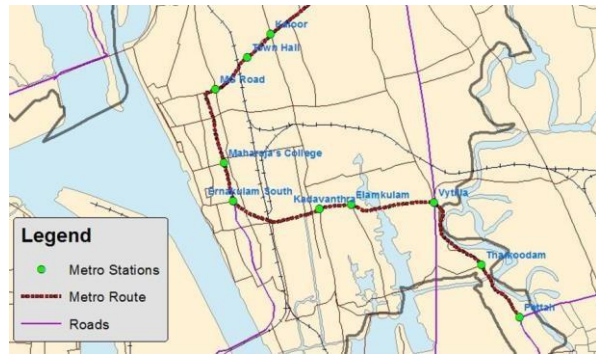 Kaloor
Town Hall
MG Road
Maharaja's College
Ernakulam South
Kadavanthra
Elamkulam
Vyttila
Thaikoodam
Pettah
Legend
Metro Stations
Metro Route
Roads